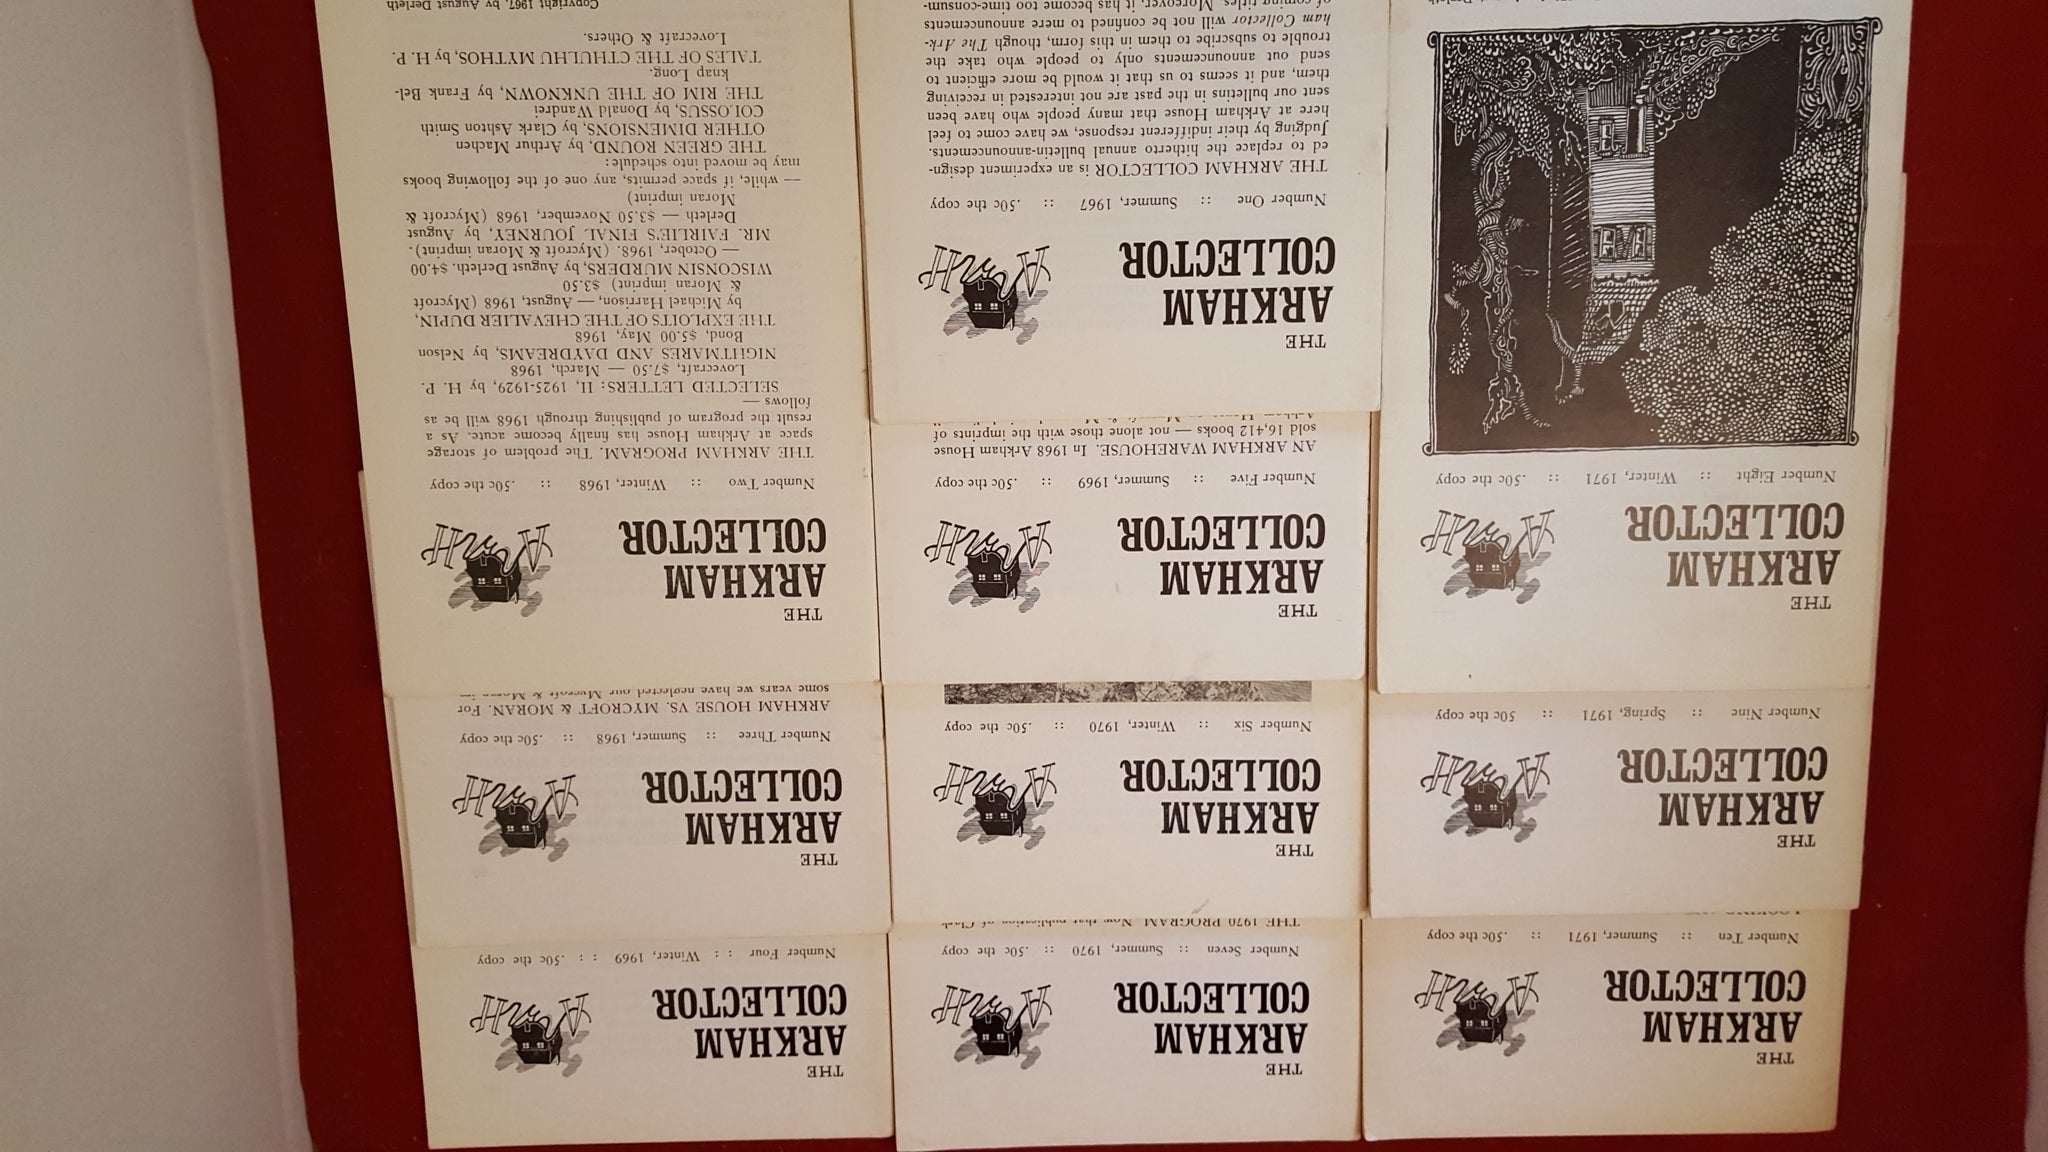 THE
ARKHAM
COLLECTOR
Number Ten :: Summer, 1971 :: .50c the copy
THE
ARKHAM
COLLECTOR
Number Nine :: Spring, 1971 :: 50c the copy
THE
ARKHAM
COLLECTOR
Number Eight :: Winter, 1971 :: .50c the copy
THE
ARKHAM
COLLECTOR
Number Seven :: Summer, 1970 :: .50c the copy
THE 1970 PROGRAM Now that publication of Clark
THE
ARKHAM
COLLECTOR
Number Six :: Winter, 1970 :: .50c the copy
THE
ARKHAM
COLLECTOR
Number Five :: Summer, 1969 :: .50c the copy
AN ARKHAM WAREHOUSE. In 1968 Arkham House
sold 16,412 books — not alone those with the imprints of
THE
ARKHAM
COLLECTOR
Number One :: Summer, 1967 :: .50c the copy
THE ARKHAM COLLECTOR is an experiment design-
ed to replace the hitherto annual bulletin-announcements.
Judging by their indifferent response, we have come to feel
here at Arkham House that many people who have been
sent our bulletins in the past are not interested in receiving
them, and it seems to us that it would be more efficient to
send out announcements only to people who take the
trouble to subscribe to them in this form, though The Ark-
ham Collector will not be confined to mere announcements
of coming titles. Moreover, it has become too time-consum-
THE
ARKHAM
COLLECTOR
Number Four :: Winter, 1969 :: .50c the copy
THE
ARKHAM
COLLECTOR
Number Three :: Summer, 1968 :: .50c the copy
ARKHAM HOUSE VS. MYCROFT & MORAN. For
some years we have neglected our Mycroft & Moran im-
THE
ARKHAM
COLLECTOR
Number Two :: Winter, 1968 :: .50c the copy
THE ARKHAM PROGRAM. The problem of storage
space at Arkham House has finally become acute. As a
result the program of publishing through 1968 will be as
follows —
SELECTED LETTERS: II, 1925-1929, by H. P.
Lovecraft, $7.50 — March, 1968
NIGHTMARES AND DAYDREAMS, by Nelson
Bond, $5.00 May, 1968
THE EXPLOITS OF THE CHEVALIER DUPIN,
by Michael Harrison, — August, 1968 (Mycroft
& Moran imprint) $3.50
WISCONSIN MURDERS, by August Derleth. $4.00
— October, 1968. (Mycroft & Moran imprint).
MR. FAIRLIE'S FINAL JOURNEY, by August
Derleth — $3.50 November, 1968 (Mycroft &
Moran imprint)
— while, if space permits, any one of the following books
may be moved into schedule:
THE GREEN ROUND, by Arthur Machen
OTHER DIMENSIONS, by Clark Ashton Smith
COLOSSUS, by Donald Wandrei
THE RIM OF THE UNKNOWN, by Frank Bel-
knap Long.
TALES OF THE CTHULHU MYTHOS, by H. P.
Lovecraft & Others.
Copyright 1967, by August Derleth